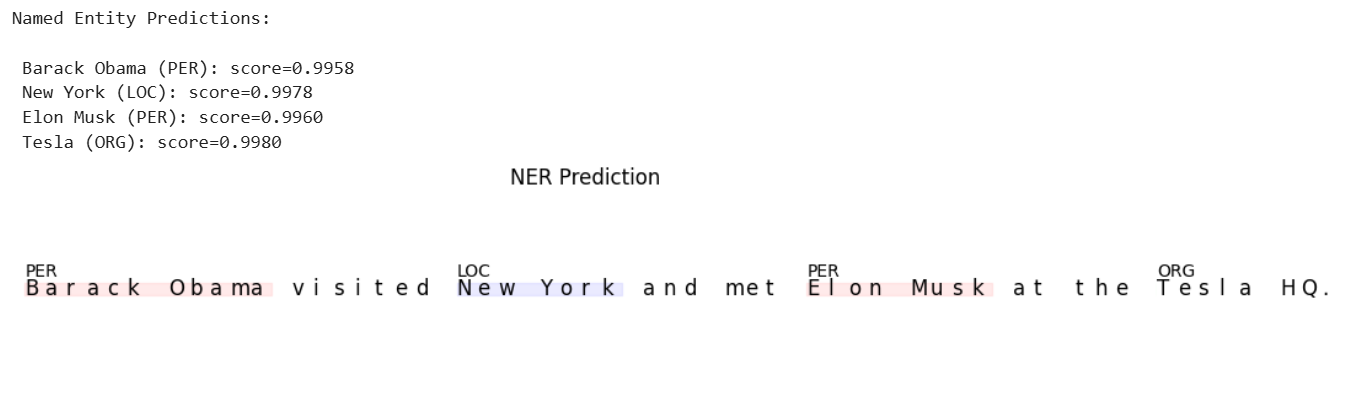 Named Entity Predictions:
Barack Obama (PER): score=0.9958
New York (LOC): score=0.9978
Elon Musk (PER): score=0.9960
Tesla (ORG): score=0.9980
NER Prediction
PER LOC PER ORG
Barack Obama visited New York and met Elon Musk at the Tesla HQ.